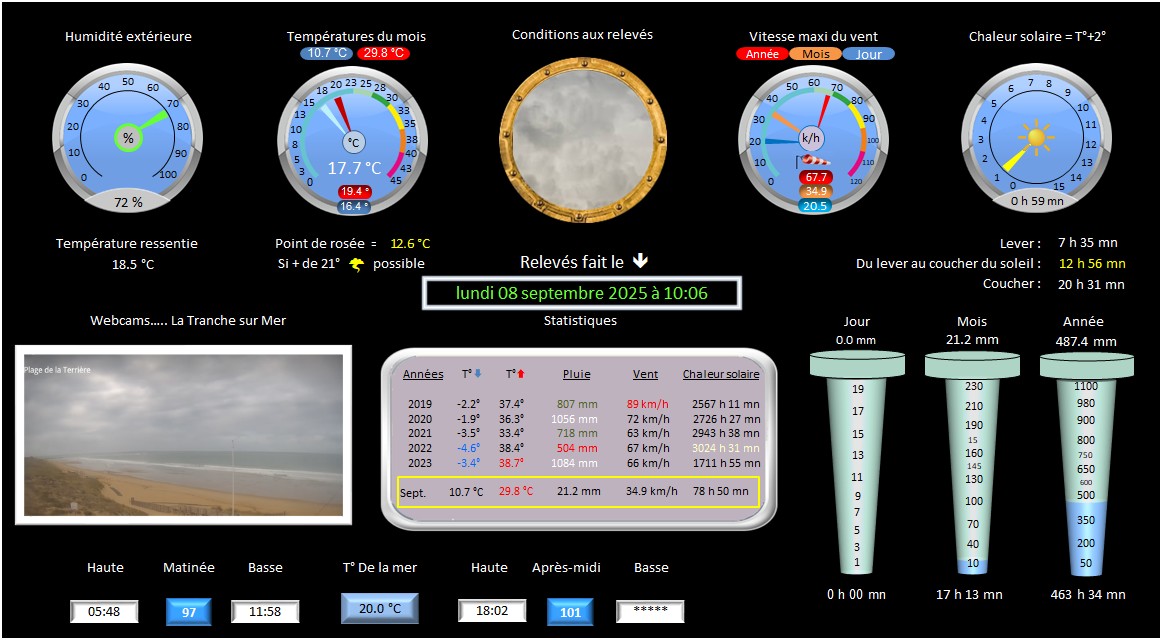 Humidité extérieure
40 50 60
30 70
20 80
%
10 90
0 100
72 %
Températures du mois
10.7 °C 29.8 °C
18 20 23 25 28
15 30
13 33
10 35
8 38
5 40
3 43
0 45
°C
17.7 °C
19.4 °
16.4 °
Conditions aux relevés
Vitesse maxi du vent
Année Mois Jour
50 60 70
40 80
30 90
20 100
10 110
0 120
k/h
67.7
34.9
20.5
Chaleur solaire = T°+2°
6 7 8 9
5 10
4 11
3 12
2 13
1 14
0 15
0 h 59 mn
Température ressentie
18.5 °C
Point de rosée = 12.6 °C
Si + de 21° possible
Relevés fait le
lundi 08 septembre 2025 à 10:06
Lever : 7 h 35 mn
Du lever au coucher du soleil : 12 h 56 mn
Coucher : 20 h 31 mn
Webcams..... La Tranche sur Mer
Plage de la Terrière
Statistiques
Années T° T° Pluie Vent Chaleur solaire
2019 -2.2° 37.4° 807 mm 89 km/h 2567 h 11 mn
2020 -1.9° 36.3° 1056 mm 72 km/h 2726 h 27 mn
2021 -3.5° 33.4° 718 mm 63 km/h 2943 h 38 mn
2022 -4.6° 38.4° 504 mm 67 km/h 3024 h 31 mn
2023 -3.4° 38.7° 1084 mm 66 km/h 1711 h 55 mn
Sept. 10.7 °C 29.8 °C 21.2 mm 34.9 km/h 78 h 50 mn
Jour
0.0 mm
19
17
15
13
11
9
7
5
3
1
0 h 00 mn
Mois
21.2 mm
230
210
190
15
160
145
130
100
70
40
10
17 h 13 mn
Année
487.4 mm
1100
980
900
800
750
650
600
500
350
200
50
463 h 34 mn
Haute Matinée Basse T° De la mer Haute Après-midi Basse
05:48 97 11:58 20.0 °C 18:02 101 *****